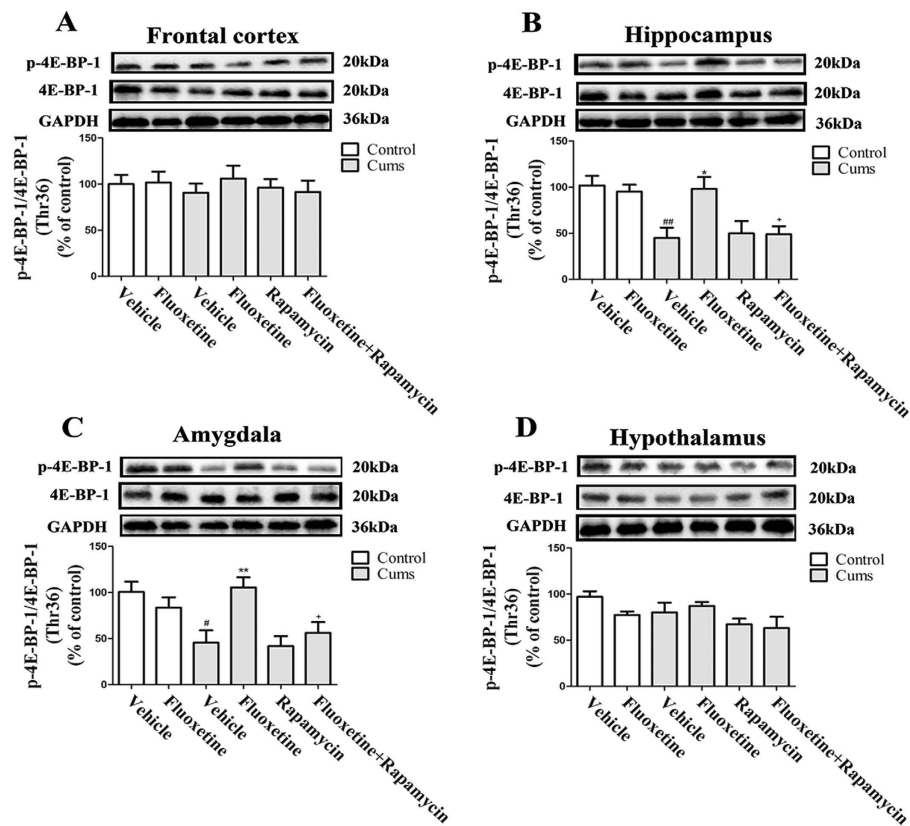 A
Frontal cortex
p-4E-BP-1
20kDa
4E-BP-1
20kDa
GAPDH
36kDa
p-4E-BP-1/4E-BP-1
(Thr36)
(% of control)
150
100
50
0
Control
Cums
Vehicle
Fluoxetine
Vehicle
Fluoxetine
Rapamycin
Fluoxetine+Rapamycin
B
Hippocampus
p-4E-BP-1
20kDa
4E-BP-1
20kDa
GAPDH
36kDa
p-4E-BP-1/4E-BP-1
(Thr36)
(% of control)
150
100
50
0
##
*
+
Control
Cums
Vehicle
Fluoxetine
Vehicle
Fluoxetine
Rapamycin
Fluoxetine+Rapamycin
C
Amygdala
p-4E-BP-1
20kDa
4E-BP-1
20kDa
GAPDH
36kDa
p-4E-BP-1/4E-BP-1
(Thr36)
(% of control)
150
100
50
0
#
**
+
Control
Cums
Vehicle
Fluoxetine
Vehicle
Fluoxetine
Rapamycin
Fluoxetine+Rapamycin
D
Hypothalamus
p-4E-BP-1
20kDa
4E-BP-1
20kDa
GAPDH
36kDa
p-4E-BP-1/4E-BP-1
(Thr36)
(% of control)
150
100
50
0
Control
Cums
Vehicle
Fluoxetine
Vehicle
Fluoxetine
Rapamycin
Fluoxetine+Rapamycin